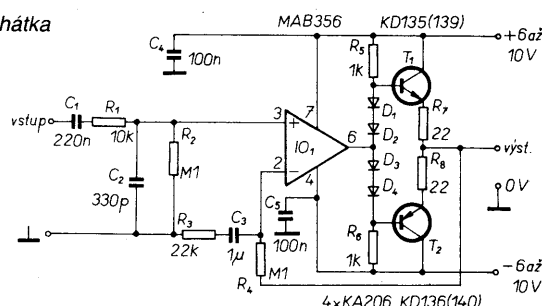 hátka
MAB356 KD135(139)
C4
100n
R5
1k
T1
+6až
10V
D1
R7
22
C1
R1
vstup
220n
10k
R2
M1
3
+
7
IO1
6
D2
D3
R8
22
výst.
C2
330p
2
−
4
D4
0V
R3
22k
C3
1µ
C5
100n
R6
1k
T2
R4
M1
−6až
10V
4xKA206 KD136(140)